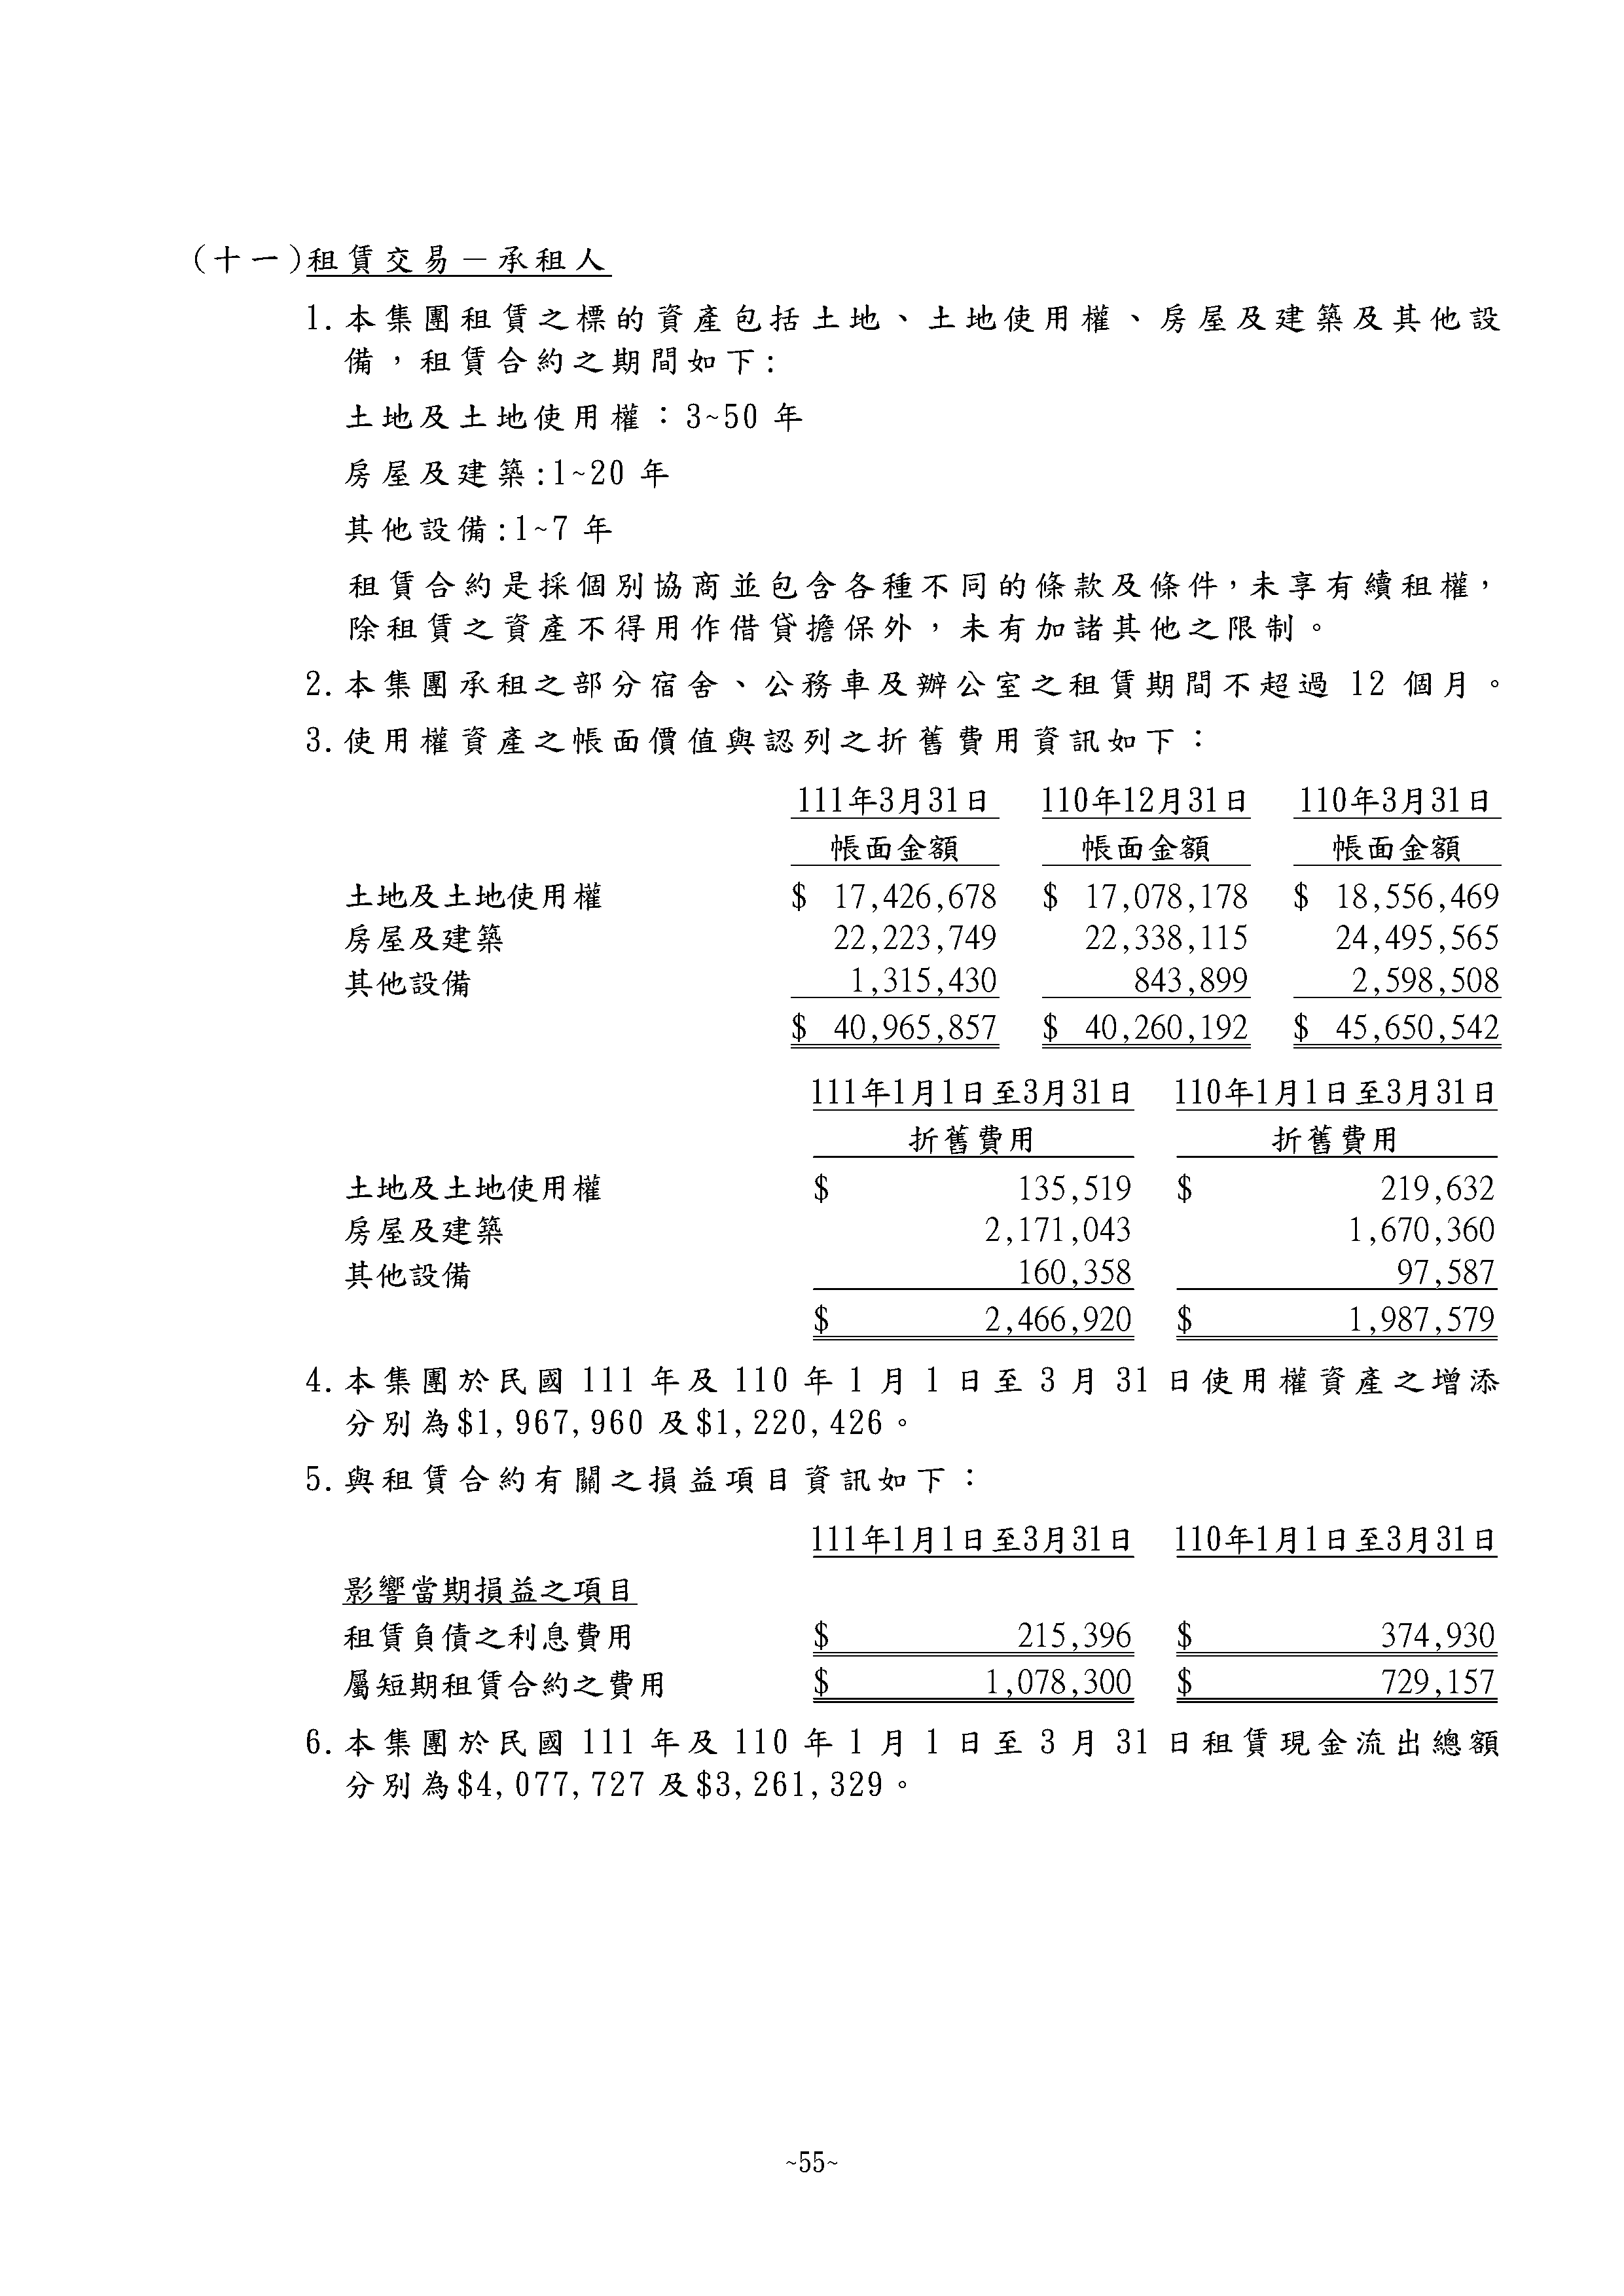 (十一)租賃交易－承租人
1.本集團租賃之標的資產包括土地、土地使用權、房屋及建築及其他設
備，租賃合約之期間如下:
土地及土地使用權：3~50 年
房屋及建築:1~20 年
其他設備:1~7 年
租賃合約是採個別協商並包含各種不同的條款及條件，未享有續租權，
除租賃之資產不得用作借貸擔保外，未有加諸其他之限制。
2.本集團承租之部分宿舍、公務車及辦公室之租賃期間不超過 12 個月。
3.使用權資產之帳面價值與認列之折舊費用資訊如下：
111年3月31日 110年12月31日 110年3月31日
帳面金額 帳面金額 帳面金額
土地及土地使用權 $ 17,426,678 $ 17,078,178 $ 18,556,469
房屋及建築 22,223,749 22,338,115 24,495,565
其他設備 1,315,430 843,899 2,598,508
$ 40,965,857 $ 40,260,192 $ 45,650,542
111年1月1日至3月31日 110年1月1日至3月31日
折舊費用 折舊費用
土地及土地使用權 $ 135,519 $ 219,632
房屋及建築 2,171,043 1,670,360
其他設備 160,358 97,587
$ 2,466,920 $ 1,987,579
4.本集團於民國 111 年及 110 年 1 月 1 日至 3 月 31 日使用權資產之增添
分別為$1,967,960 及$1,220,426。
5.與租賃合約有關之損益項目資訊如下：
111年1月1日至3月31日 110年1月1日至3月31日
影響當期損益之項目
租賃負債之利息費用 $ 215,396 $ 374,930
屬短期租賃合約之費用 $ 1,078,300 $ 729,157
6.本集團於民國 111 年及 110 年 1 月 1 日至 3 月 31 日租賃現金流出總額
分別為$4,077,727 及$3,261,329。
~55~